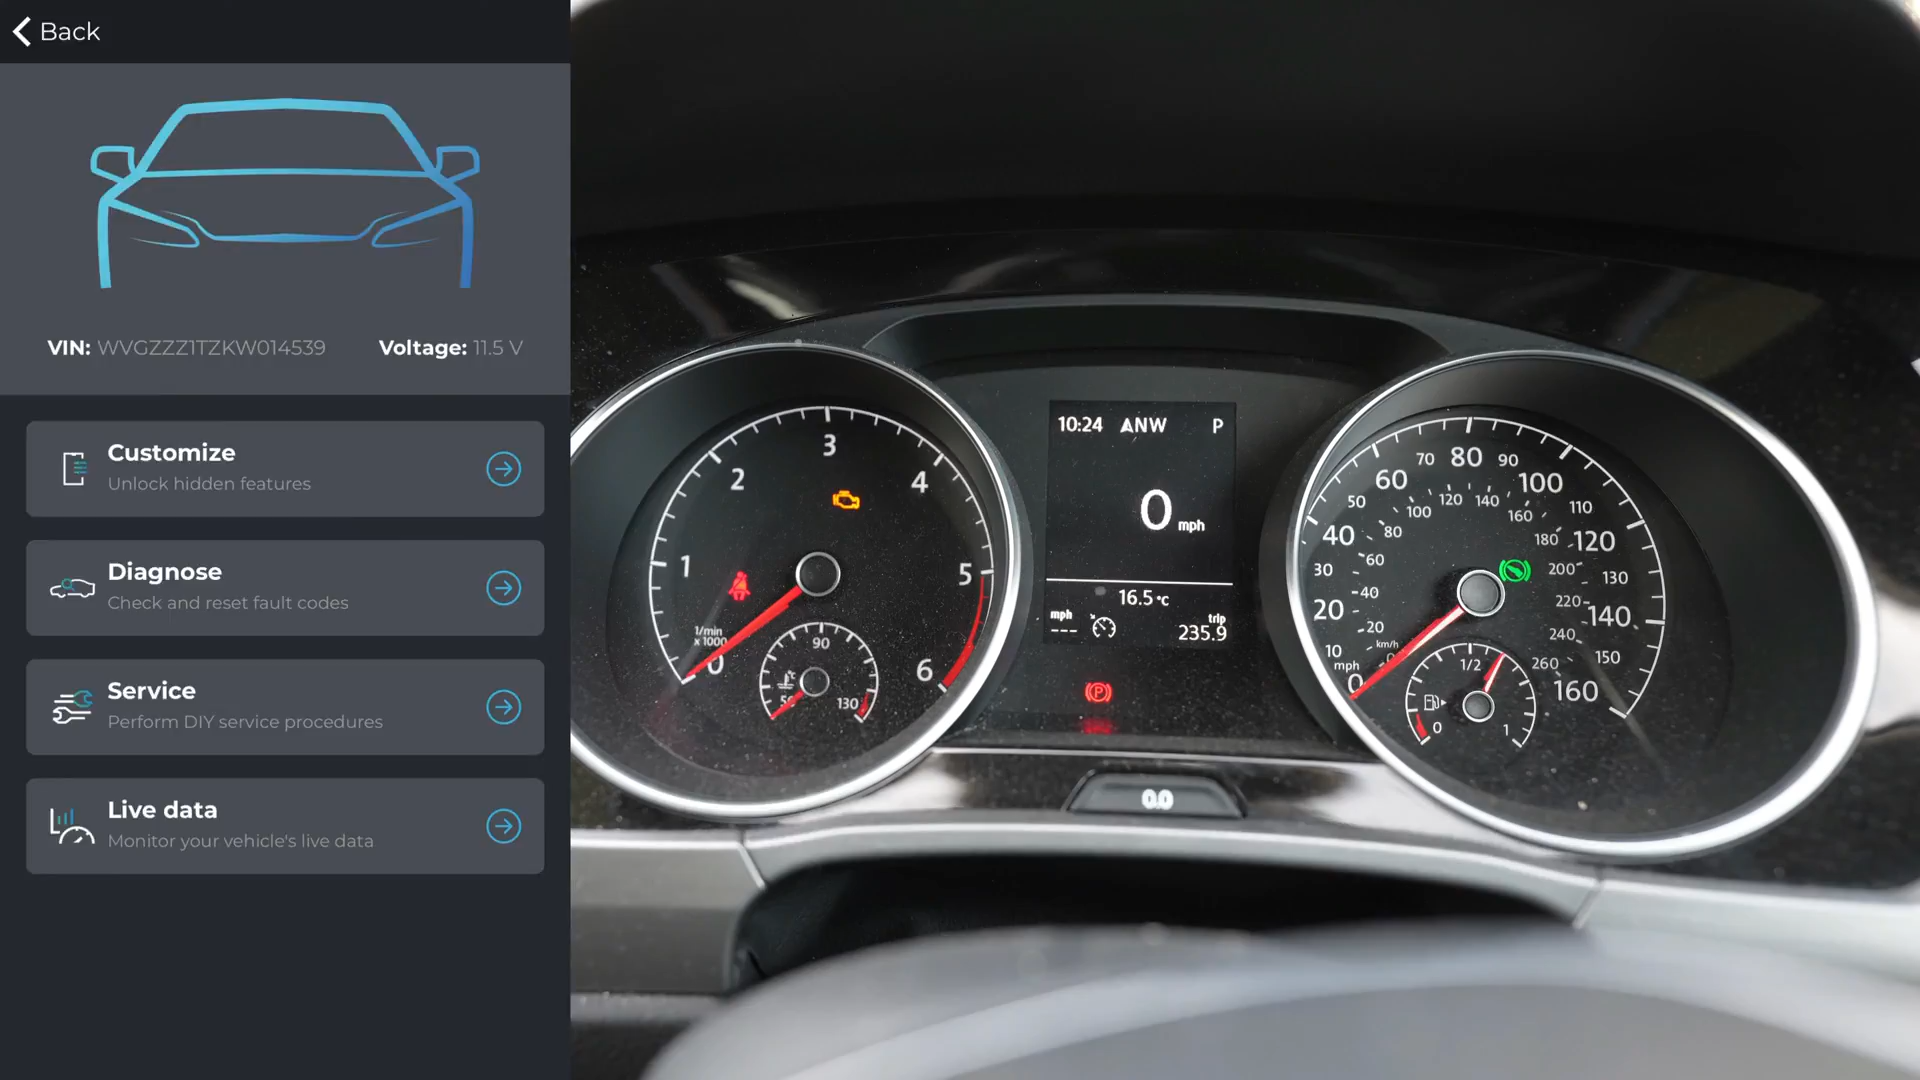 Back
VIN: WVGZZZ1TZKW014539
Voltage: 11.5 V
Customize
Unlock hidden features
Diagnose
Check and reset fault codes
Service
Perform DIY service procedures
Live data
Monitor your vehicle's live data
0 1 2 3 4 5 6
1/min
x 1000
50 90 130
10:24 ANW P
0 mph
16.5 °C
mph
---
trip
235.9
P
0.0
0 10 20 30 40 50 60 70 80 90 100 110 120 130 140 150 160
mph
km/h
0 20 40 60 80 100 120 140 160 180 200 220 240 260
0 1/2 1